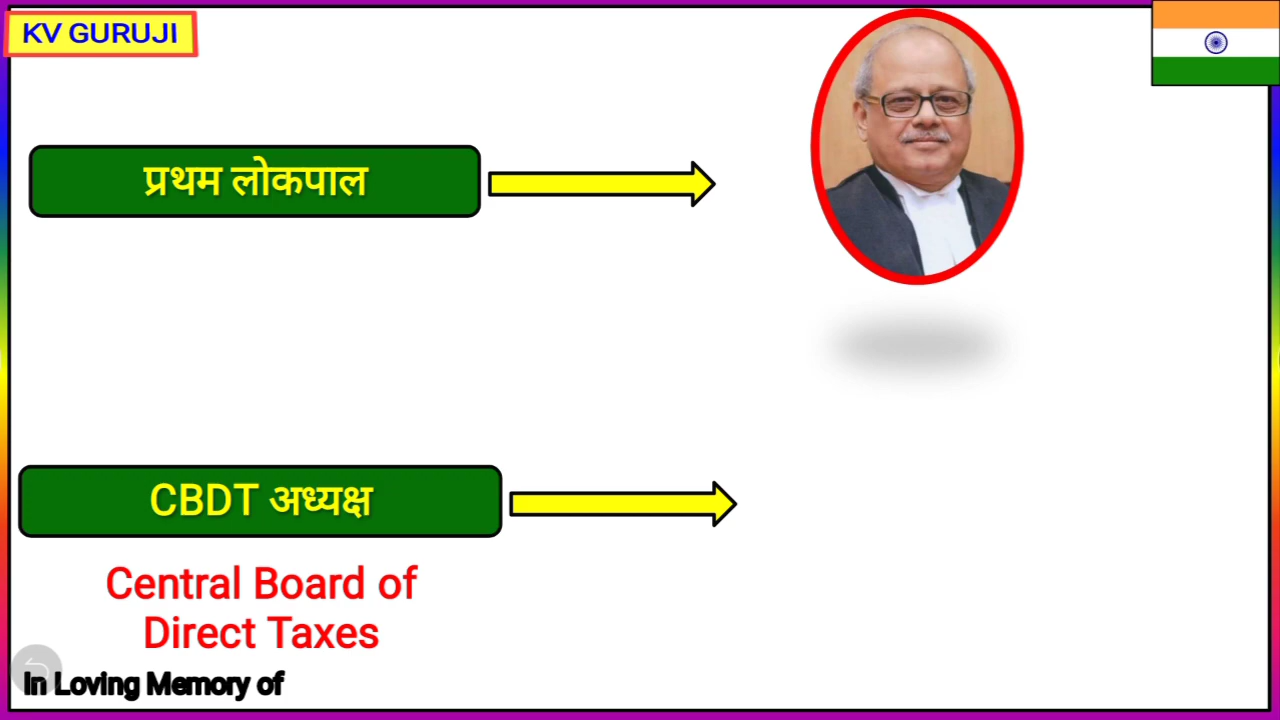 KV GURUJI
प्रथम लोकपाल
CBDT अध्यक्ष
Central Board of
Direct Taxes
In Loving Memory of